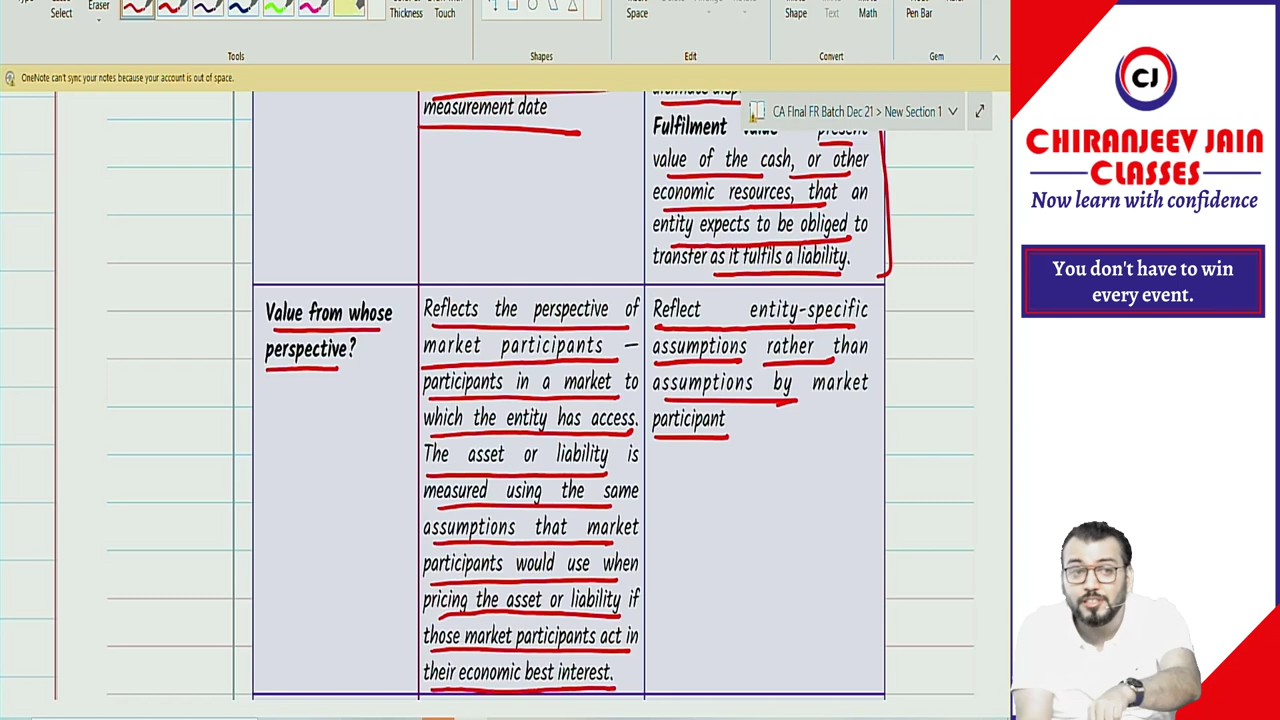 Eraser
Select
Thickness
Touch
Space
Shape
Text
Math
Pen Bar
Tools
Shapes
Edit
Convert
Gem
OneNote can't sync your notes because your account is out of space.
CA FInal FR Batch Dec 21 > New Section 1
measurement date
Fulfilment value present
value of the cash, or other
economic resources, that an
entity expects to be obliged to
transfer as it fulfils a liability.
Value from whose
perspective?
Reflects the perspective of
market participants –
participants in a market to
which the entity has access.
The asset or liability is
measured using the same
assumptions that market
participants would use when
pricing the asset or liability if
those market participants act in
their economic best interest.
Reflect entity-specific
assumptions rather than
assumptions by market
participant
CJ
CHIRANJEEV JAIN
CLASSES
Now learn with confidence
You don't have to win
every event.